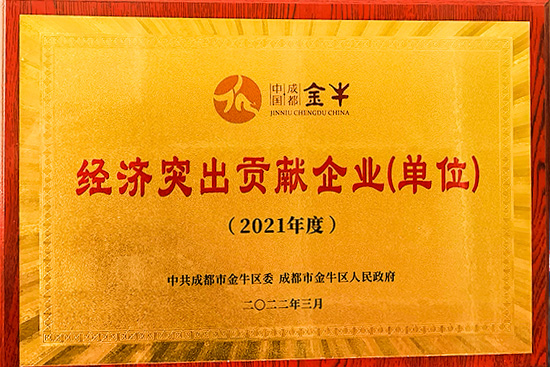 中国 成都 金牛
JINNIU CHENGDU CHINA
经济突出贡献企业(单位)
（2021年度）
中共成都市金牛区委 成都市金牛区人民政府
二〇二二年三月